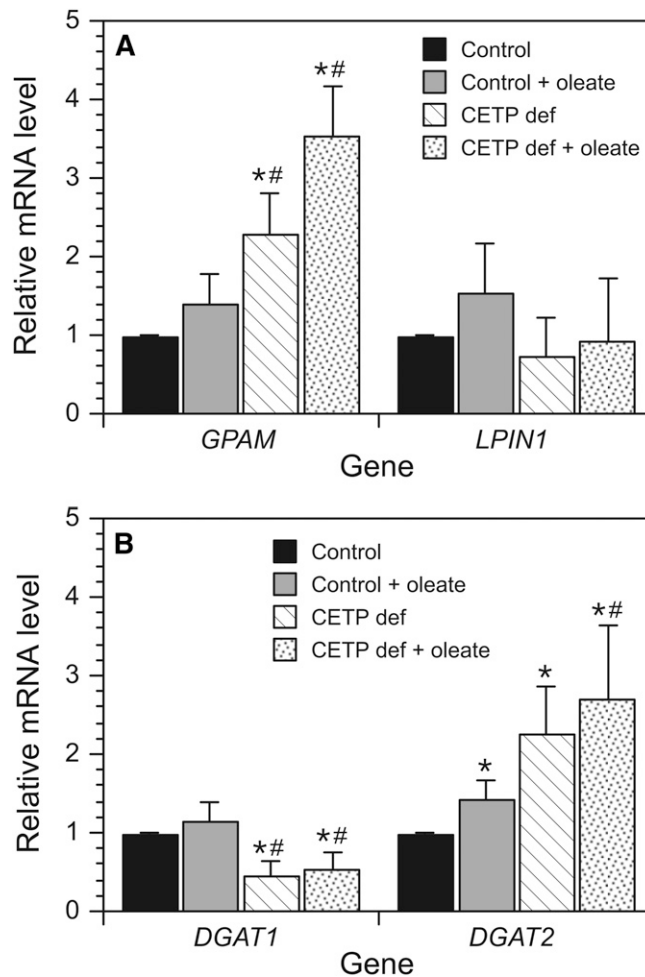 A
Control
Control + oleate
CETP def
CETP def + oleate
Relative mRNA level
5
4
3
2
1
0
*#
*#
GPAM
LPIN1
Gene
B
Control
Control + oleate
CETP def
CETP def + oleate
Relative mRNA level
5
4
3
2
1
0
*#
*#
*
*
*#
DGAT1
DGAT2
Gene